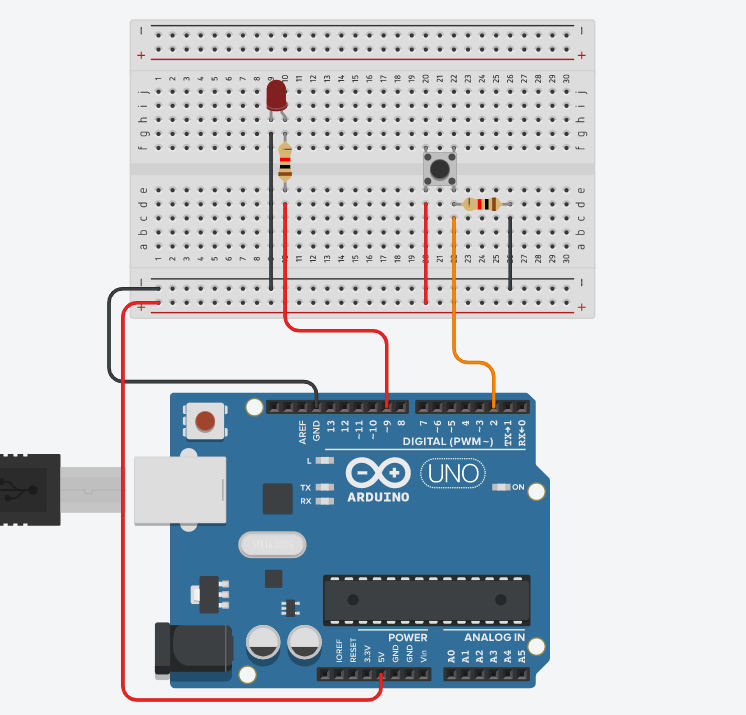 - -
+ +
1 2 3 4 5 6 7 8 9 10 11 12 13 14 15 16 17 18 19 20 21 22 23 24 25 26 27 28 29 30
j j
i i
h h
g g
f f
e e
d d
c c
b b
a a
1 2 3 4 5 6 7 8 9 10 11 12 13 14 15 16 17 18 19 20 21 22 23 24 25 26 27 28 29 30
- -
+ +
AREF GND 13 12 ~11 ~10 ~9 8 7 ~6 ~5 4 ~3 2 TX→1 RX←0
DIGITAL (PWM~)
L
TX
RX
ARDUINO
UNO
ON
POWER
ANALOG IN
IOREF RESET 3.3V 5V GND GND Vin A0 A1 A2 A3 A4 A5